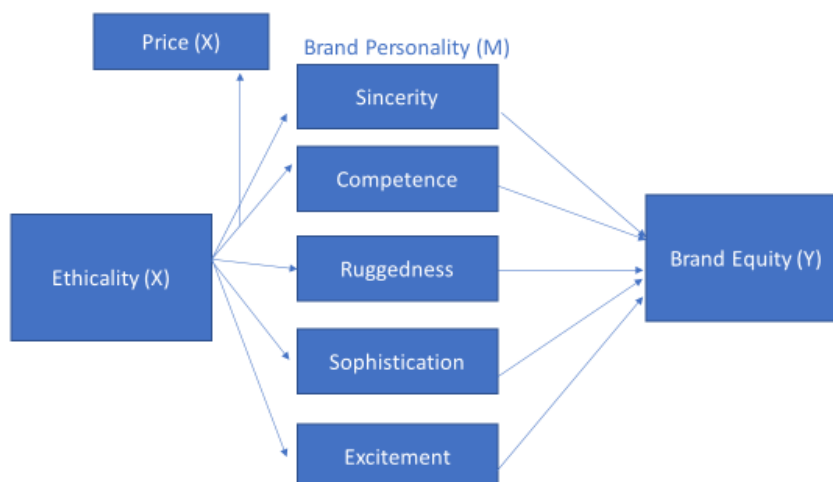 Price (X)
Brand Personality (M)
Sincerity
Competence
Ethicality (X)
Ruggedness
Brand Equity (Y)
Sophistication
Excitement